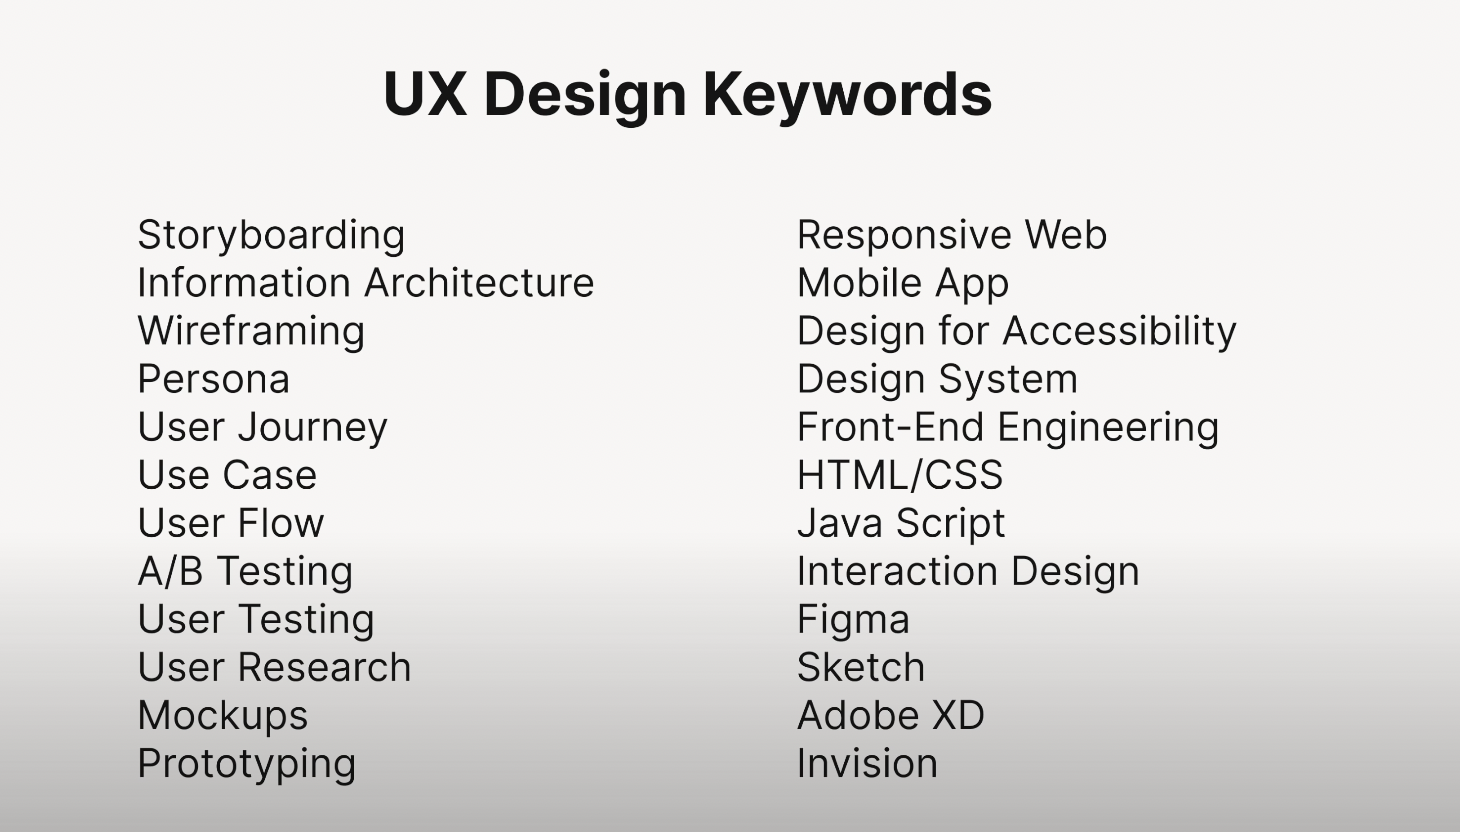 UX Design Keywords
Storyboarding
Information Architecture
Wireframing
Persona
User Journey
Use Case
User Flow
A/B Testing
User Testing
User Research
Mockups
Prototyping
Responsive Web
Mobile App
Design for Accessibility
Design System
Front-End Engineering
HTML/CSS
Java Script
Interaction Design
Figma
Sketch
Adobe XD
Invision